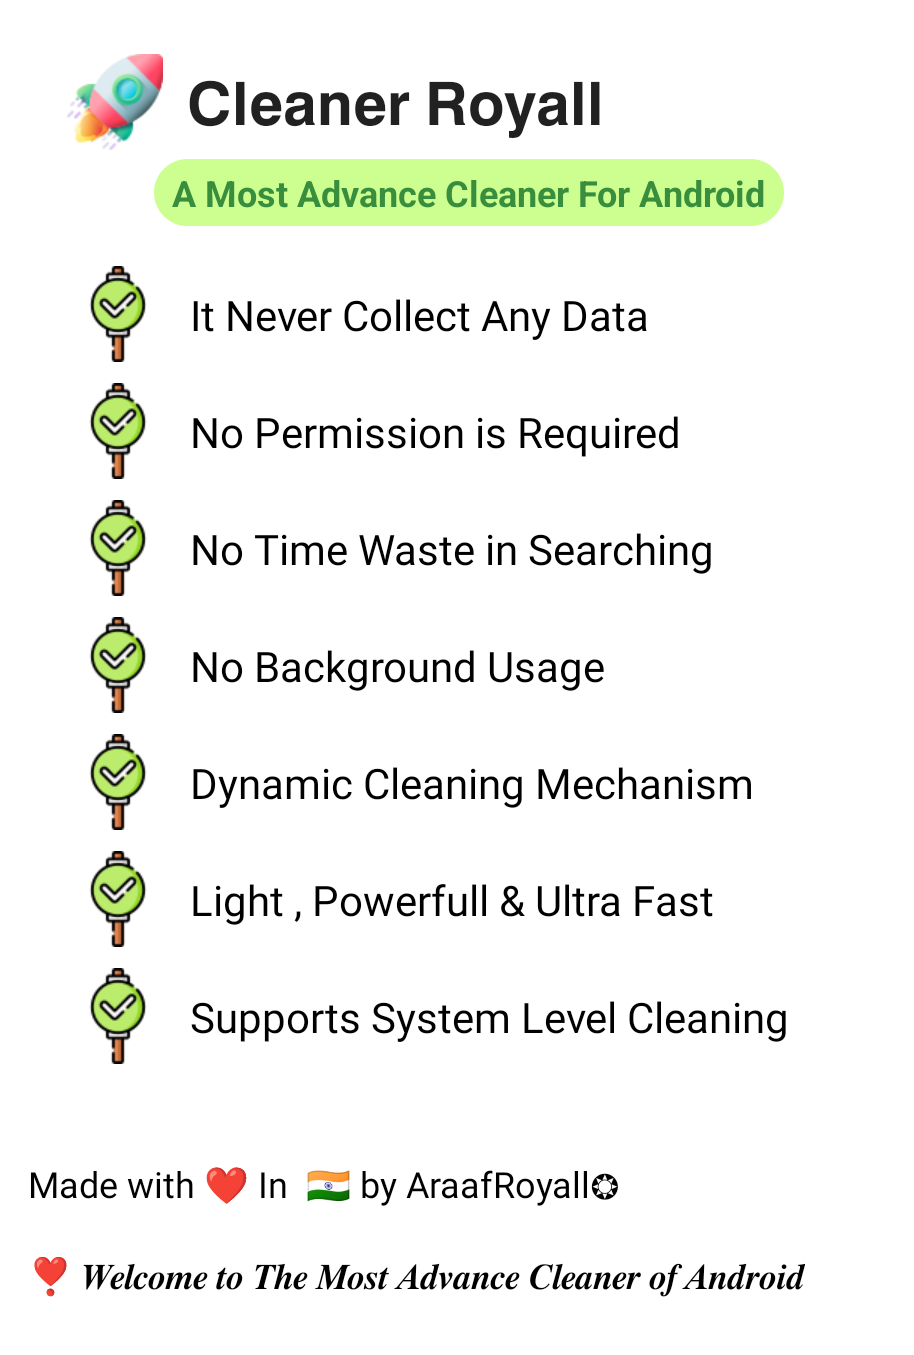 Cleaner Royall
A Most Advance Cleaner For Android
It Never Collect Any Data
No Permission is Required
No Time Waste in Searching
No Background Usage
Dynamic Cleaning Mechanism
Light , Powerfull & Ultra Fast
Supports System Level Cleaning
Made with ❤️ In 🇮🇳 by AraafRoyall❂
❣️ Welcome to The Most Advance Cleaner of Android